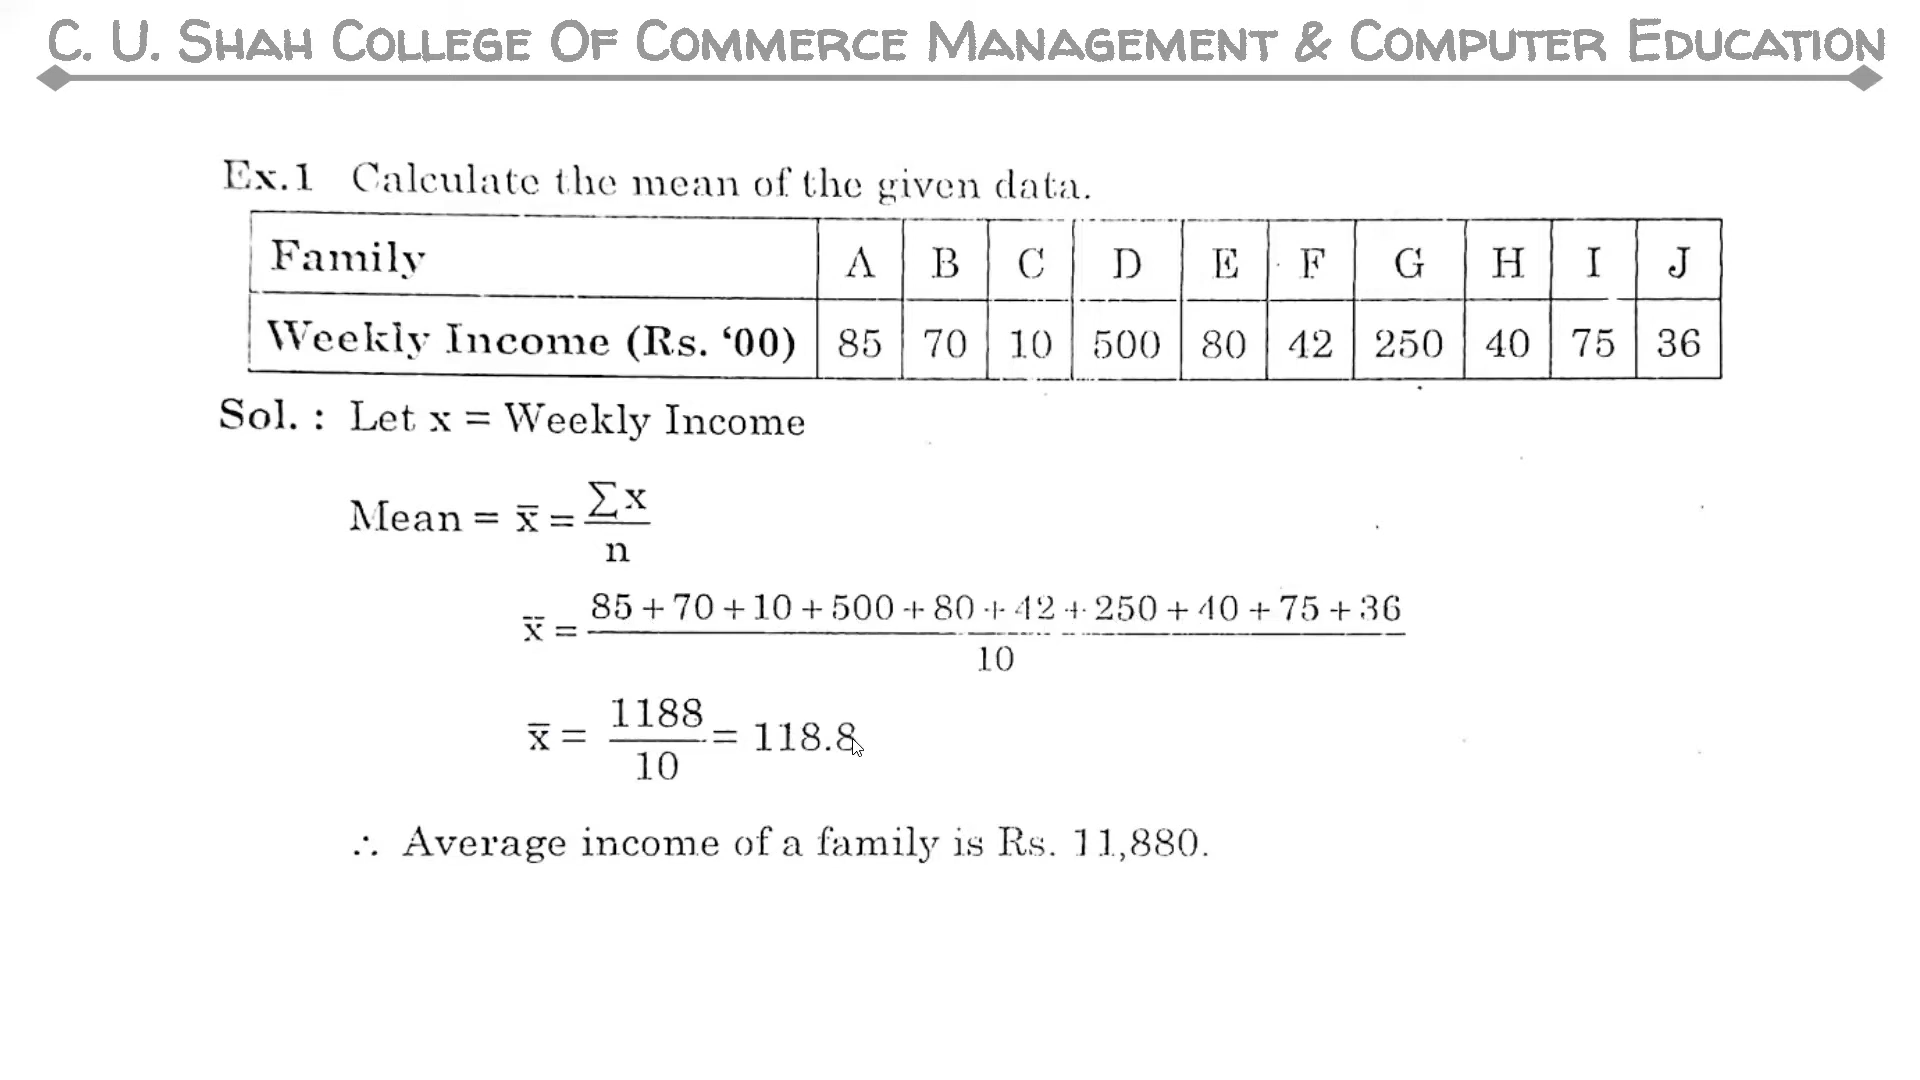 C. U. SHAH COLLEGE OF COMMERCE MANAGEMENT & COMPUTER EDUCATION
Ex.1 Calculate the mean of the given data.
Family A B C D E F G H I J
Weekly Income (Rs. ‘00) 85 70 10 500 80 42 250 40 75 36
Sol. : Let x = Weekly Income
Mean = x̄ = ∑x
n
x̄ = 85 + 70 + 10 + 500 + 80 + 42 + 250 + 40 + 75 + 36
10
x̄ = 1188 = 118.8
10
∴ Average income of a family is Rs. 11,880.